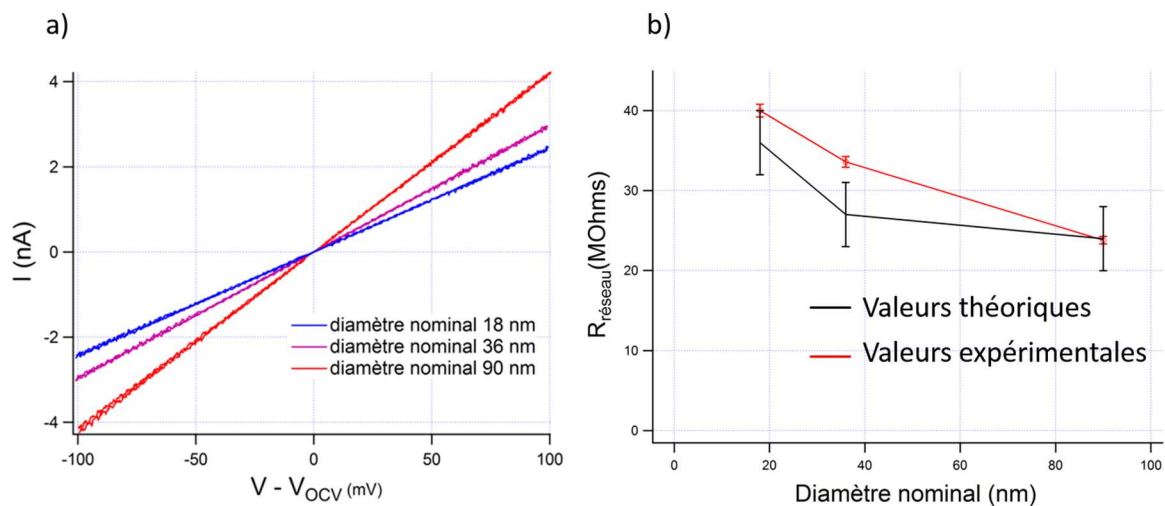 a)
I (nA)
4
2
0
-2
-4
-100
-50
0
50
100
V - VOCV (mV)
diamètre nominal 18 nm
diamètre nominal 36 nm
diamètre nominal 90 nm
b)
Rréseau(MOhms)
40
30
20
10
0
0
20
40
60
80
100
Diamètre nominal (nm)
Valeurs théoriques
Valeurs expérimentales